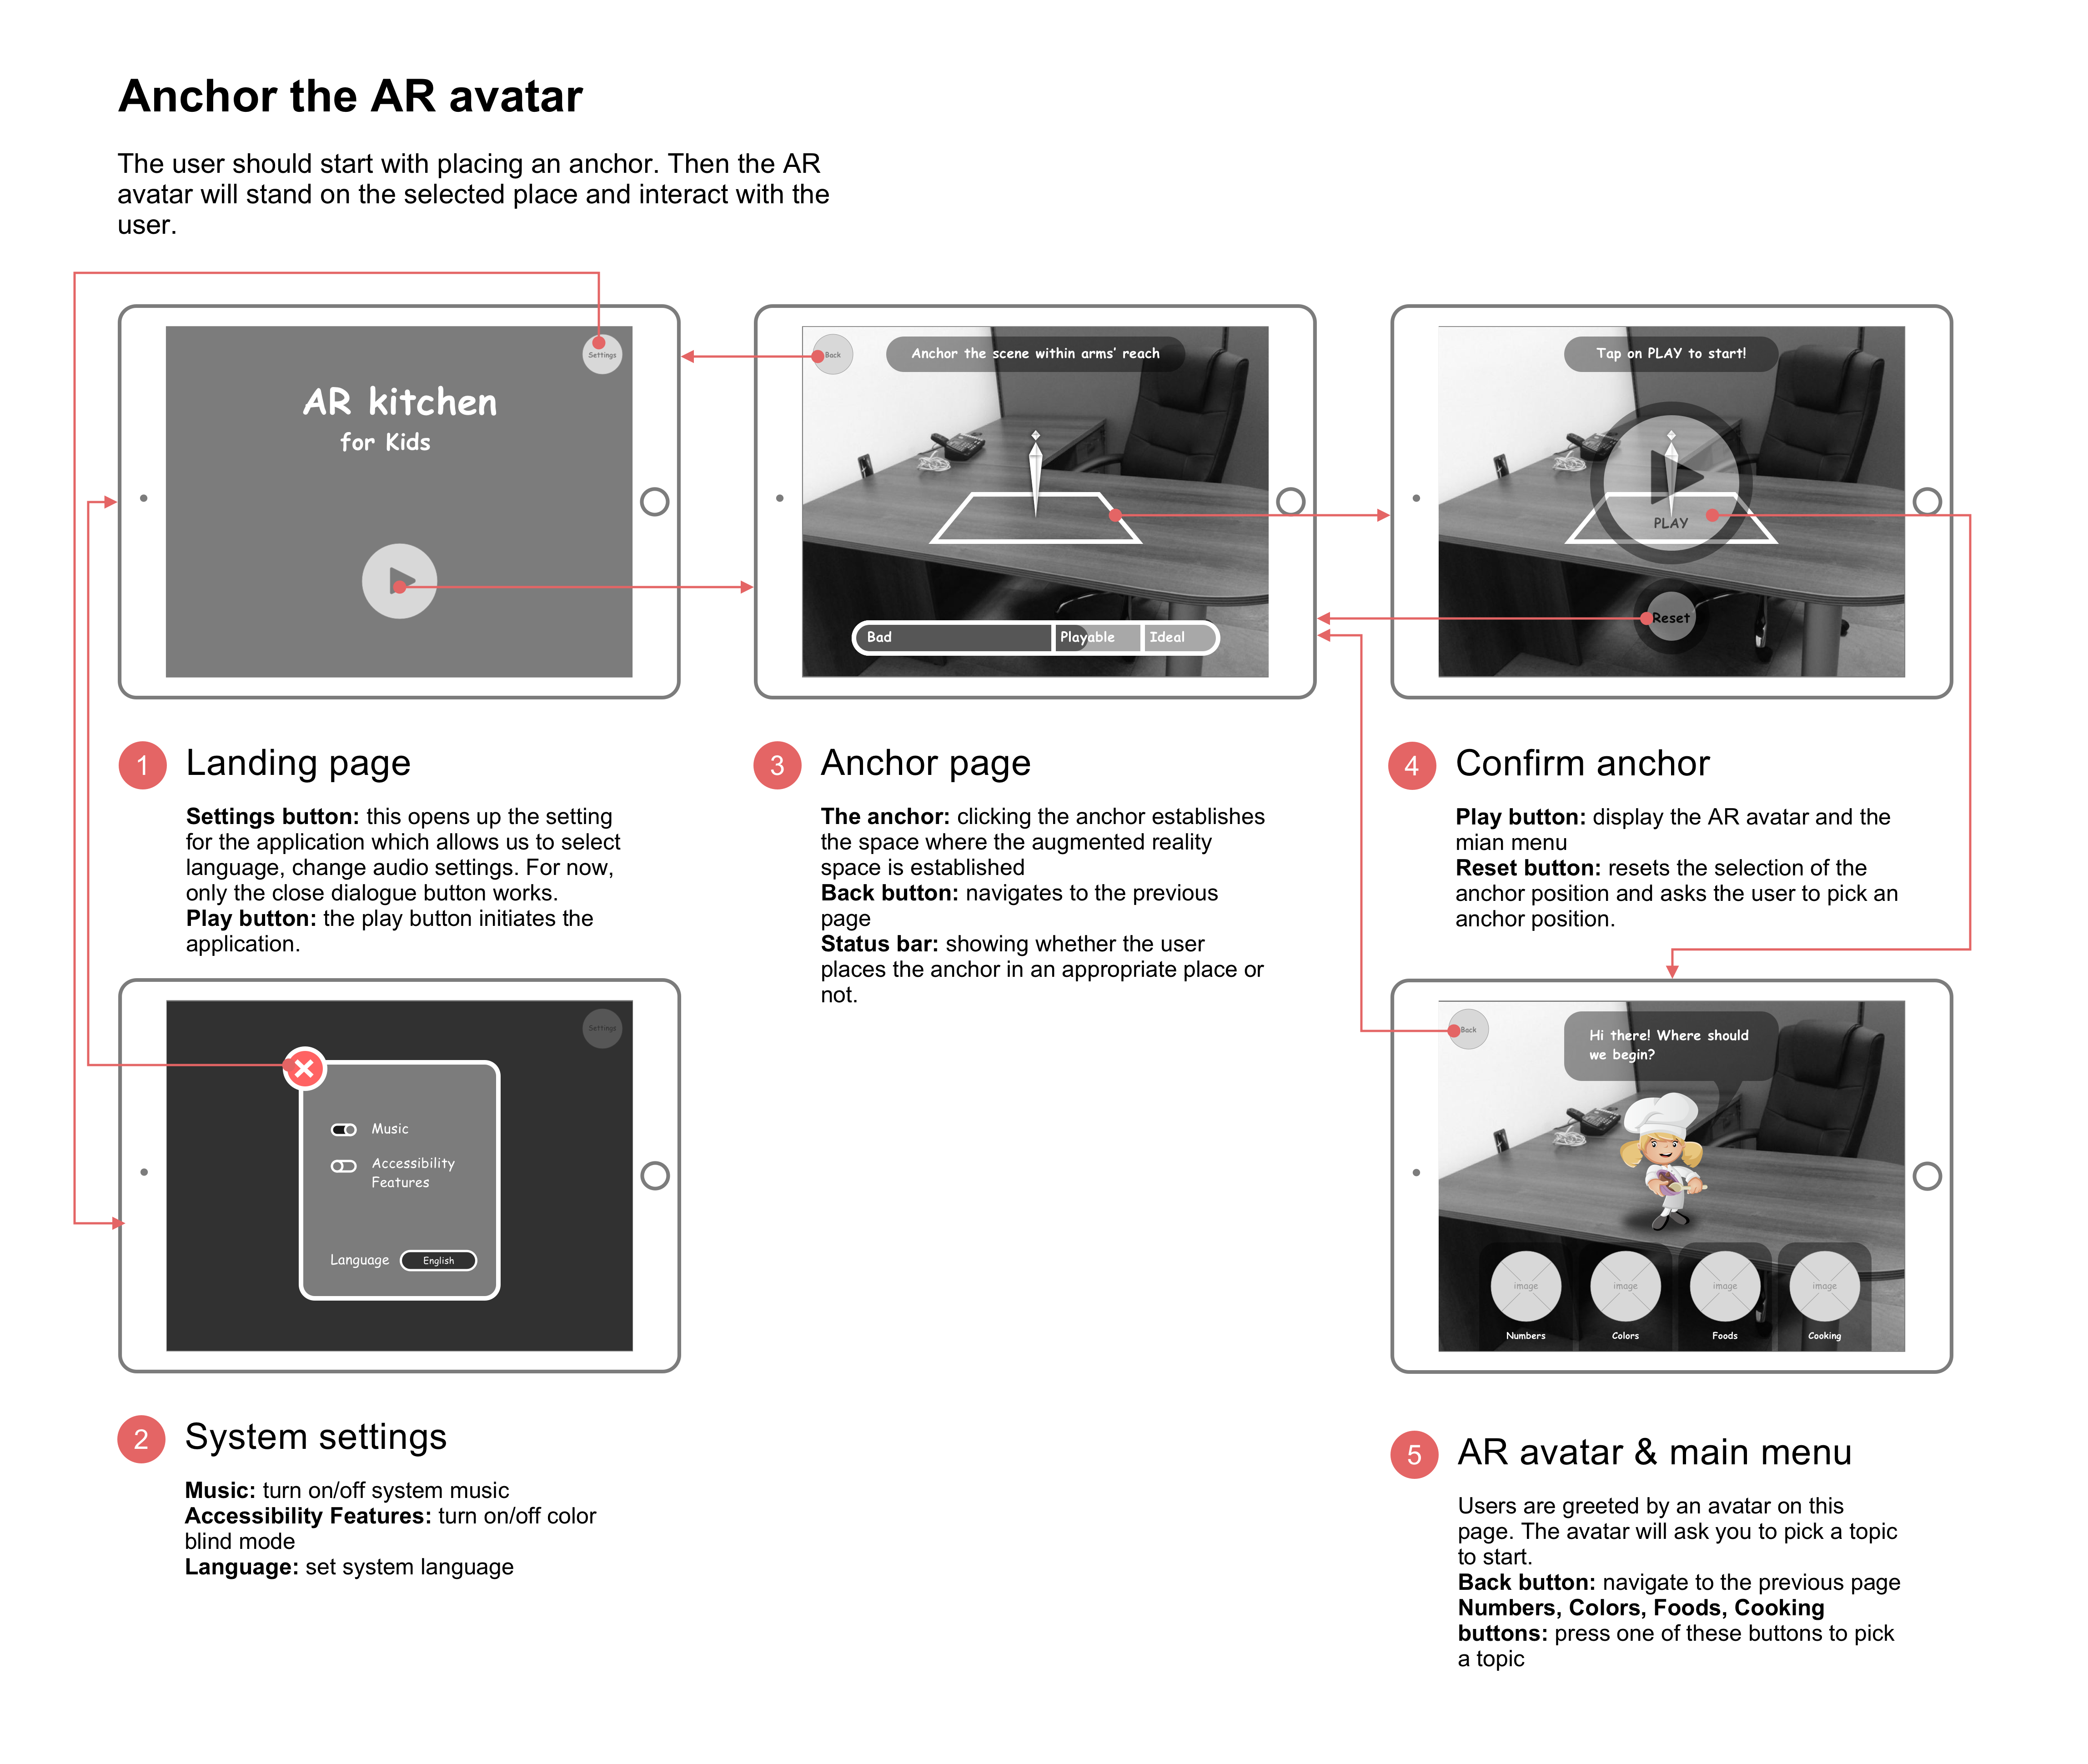 Anchor the AR avatar
The user should start with placing an anchor. Then the AR
avatar will stand on the selected place and interact with the
user.
Settings
AR kitchen
for Kids
Back
Anchor the scene within arms' reach
Bad
Playable
Ideal
Tap on PLAY to start!
PLAY
Reset
1
Landing page
Settings button: this opens up the setting
for the application which allows us to select
language, change audio settings. For now,
only the close dialogue button works.
Play button: the play button initiates the
application.
3
Anchor page
The anchor: clicking the anchor establishes
the space where the augmented reality
space is established
Back button: navigates to the previous
page
Status bar: showing whether the user
places the anchor in an appropriate place or
not.
4
Confirm anchor
Play button: display the AR avatar and the
mian menu
Reset button: resets the selection of the
anchor position and asks the user to pick an
anchor position.
Settings
Music
Accessibility
Features
Language
English
Back
Hi there! Where should
we begin?
image
image
image
image
Numbers
Colors
Foods
Cooking
2
System settings
Music: turn on/off system music
Accessibility Features: turn on/off color
blind mode
Language: set system language
5
AR avatar & main menu
Users are greeted by an avatar on this
page. The avatar will ask you to pick a topic
to start.
Back button: navigate to the previous page
Numbers, Colors, Foods, Cooking
buttons: press one of these buttons to pick
a topic